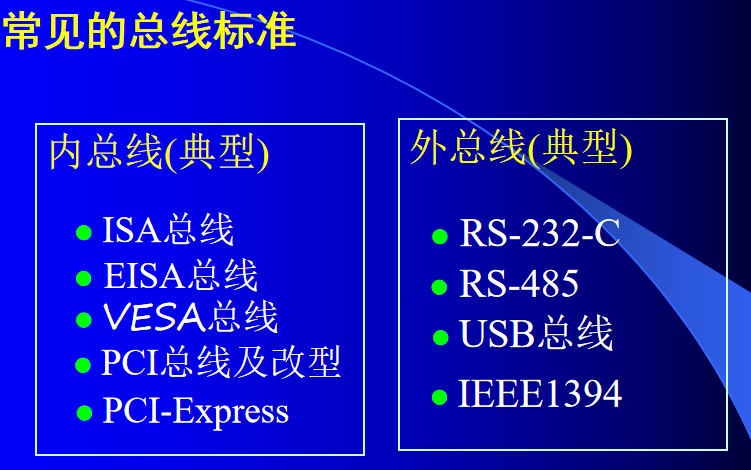 常见的总线标准
内总线(典型)
ISA总线
EISA总线
VESA总线
PCI总线及改型
PCI-Express
外总线(典型)
RS-232-C
RS-485
USB总线
IEEE1394